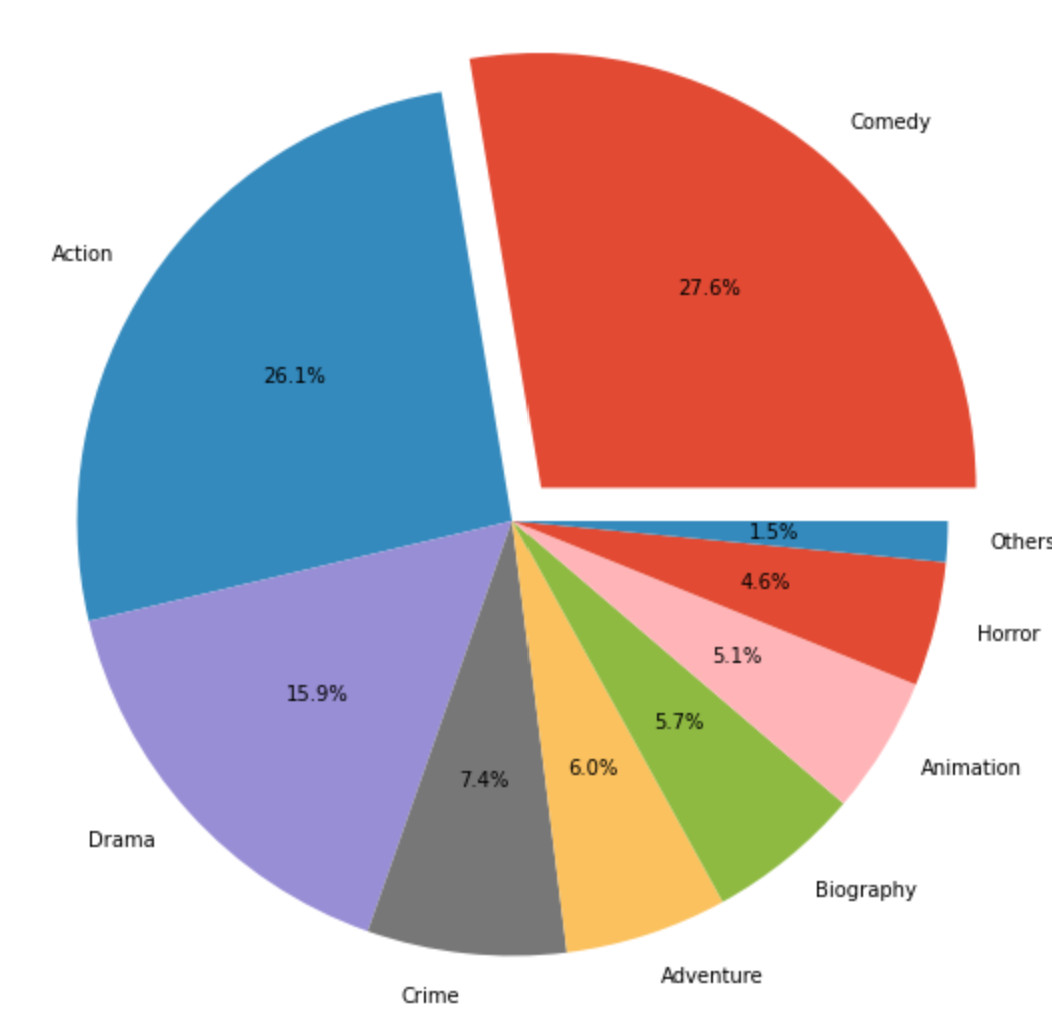 Comedy
27.6%
Action
26.1%
1.5%
Others
4.6%
Horror
5.1%
15.9%
5.7%
6.0%
Animation
7.4%
Drama
Biography
Adventure
Crime